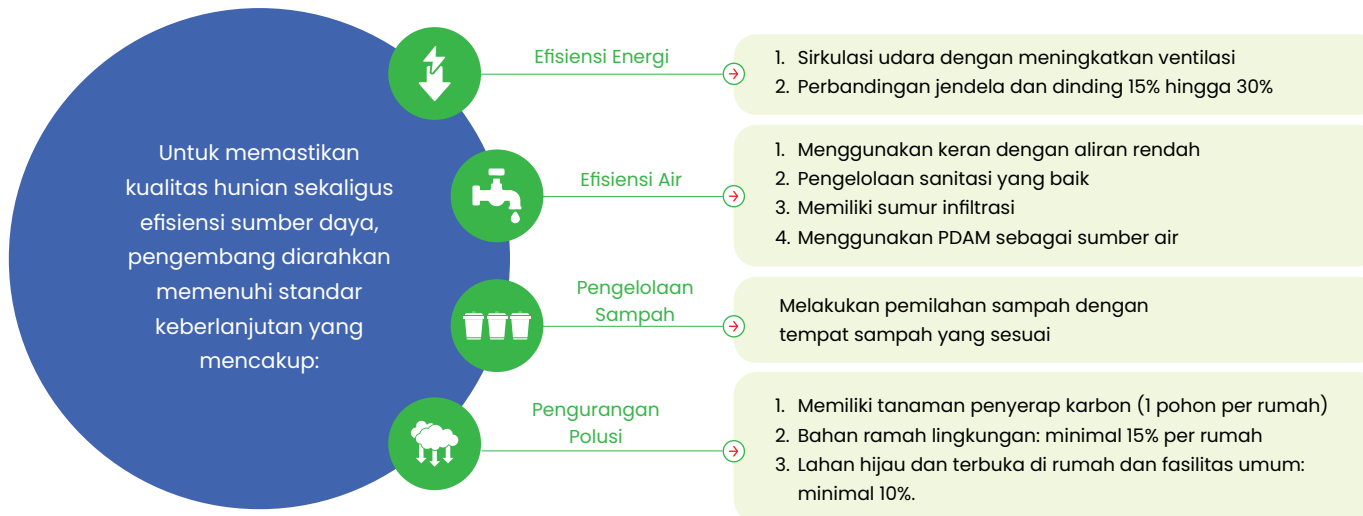 Untuk memastikan
kualitas hunian sekaligus
efisiensi sumber daya,
pengembang diarahkan
memenuhi standar
keberlanjutan yang
mencakup:
Efisiensi Energi
1. Sirkulasi udara dengan meningkatkan ventilasi
2. Perbandingan jendela dan dinding 15% hingga 30%
Efisiensi Air
1. Menggunakan keran dengan aliran rendah
2. Pengelolaan sanitasi yang baik
3. Memiliki sumur infiltrasi
4. Menggunakan PDAM sebagai sumber air
Pengelolaan
Sampah
Melakukan pemilahan sampah dengan
tempat sampah yang sesuai
Pengurangan
Polusi
1. Memiliki tanaman penyerap karbon (1 pohon per rumah)
2. Bahan ramah lingkungan: minimal 15% per rumah
3. Lahan hijau dan terbuka di rumah dan fasilitas umum:
minimal 10%.